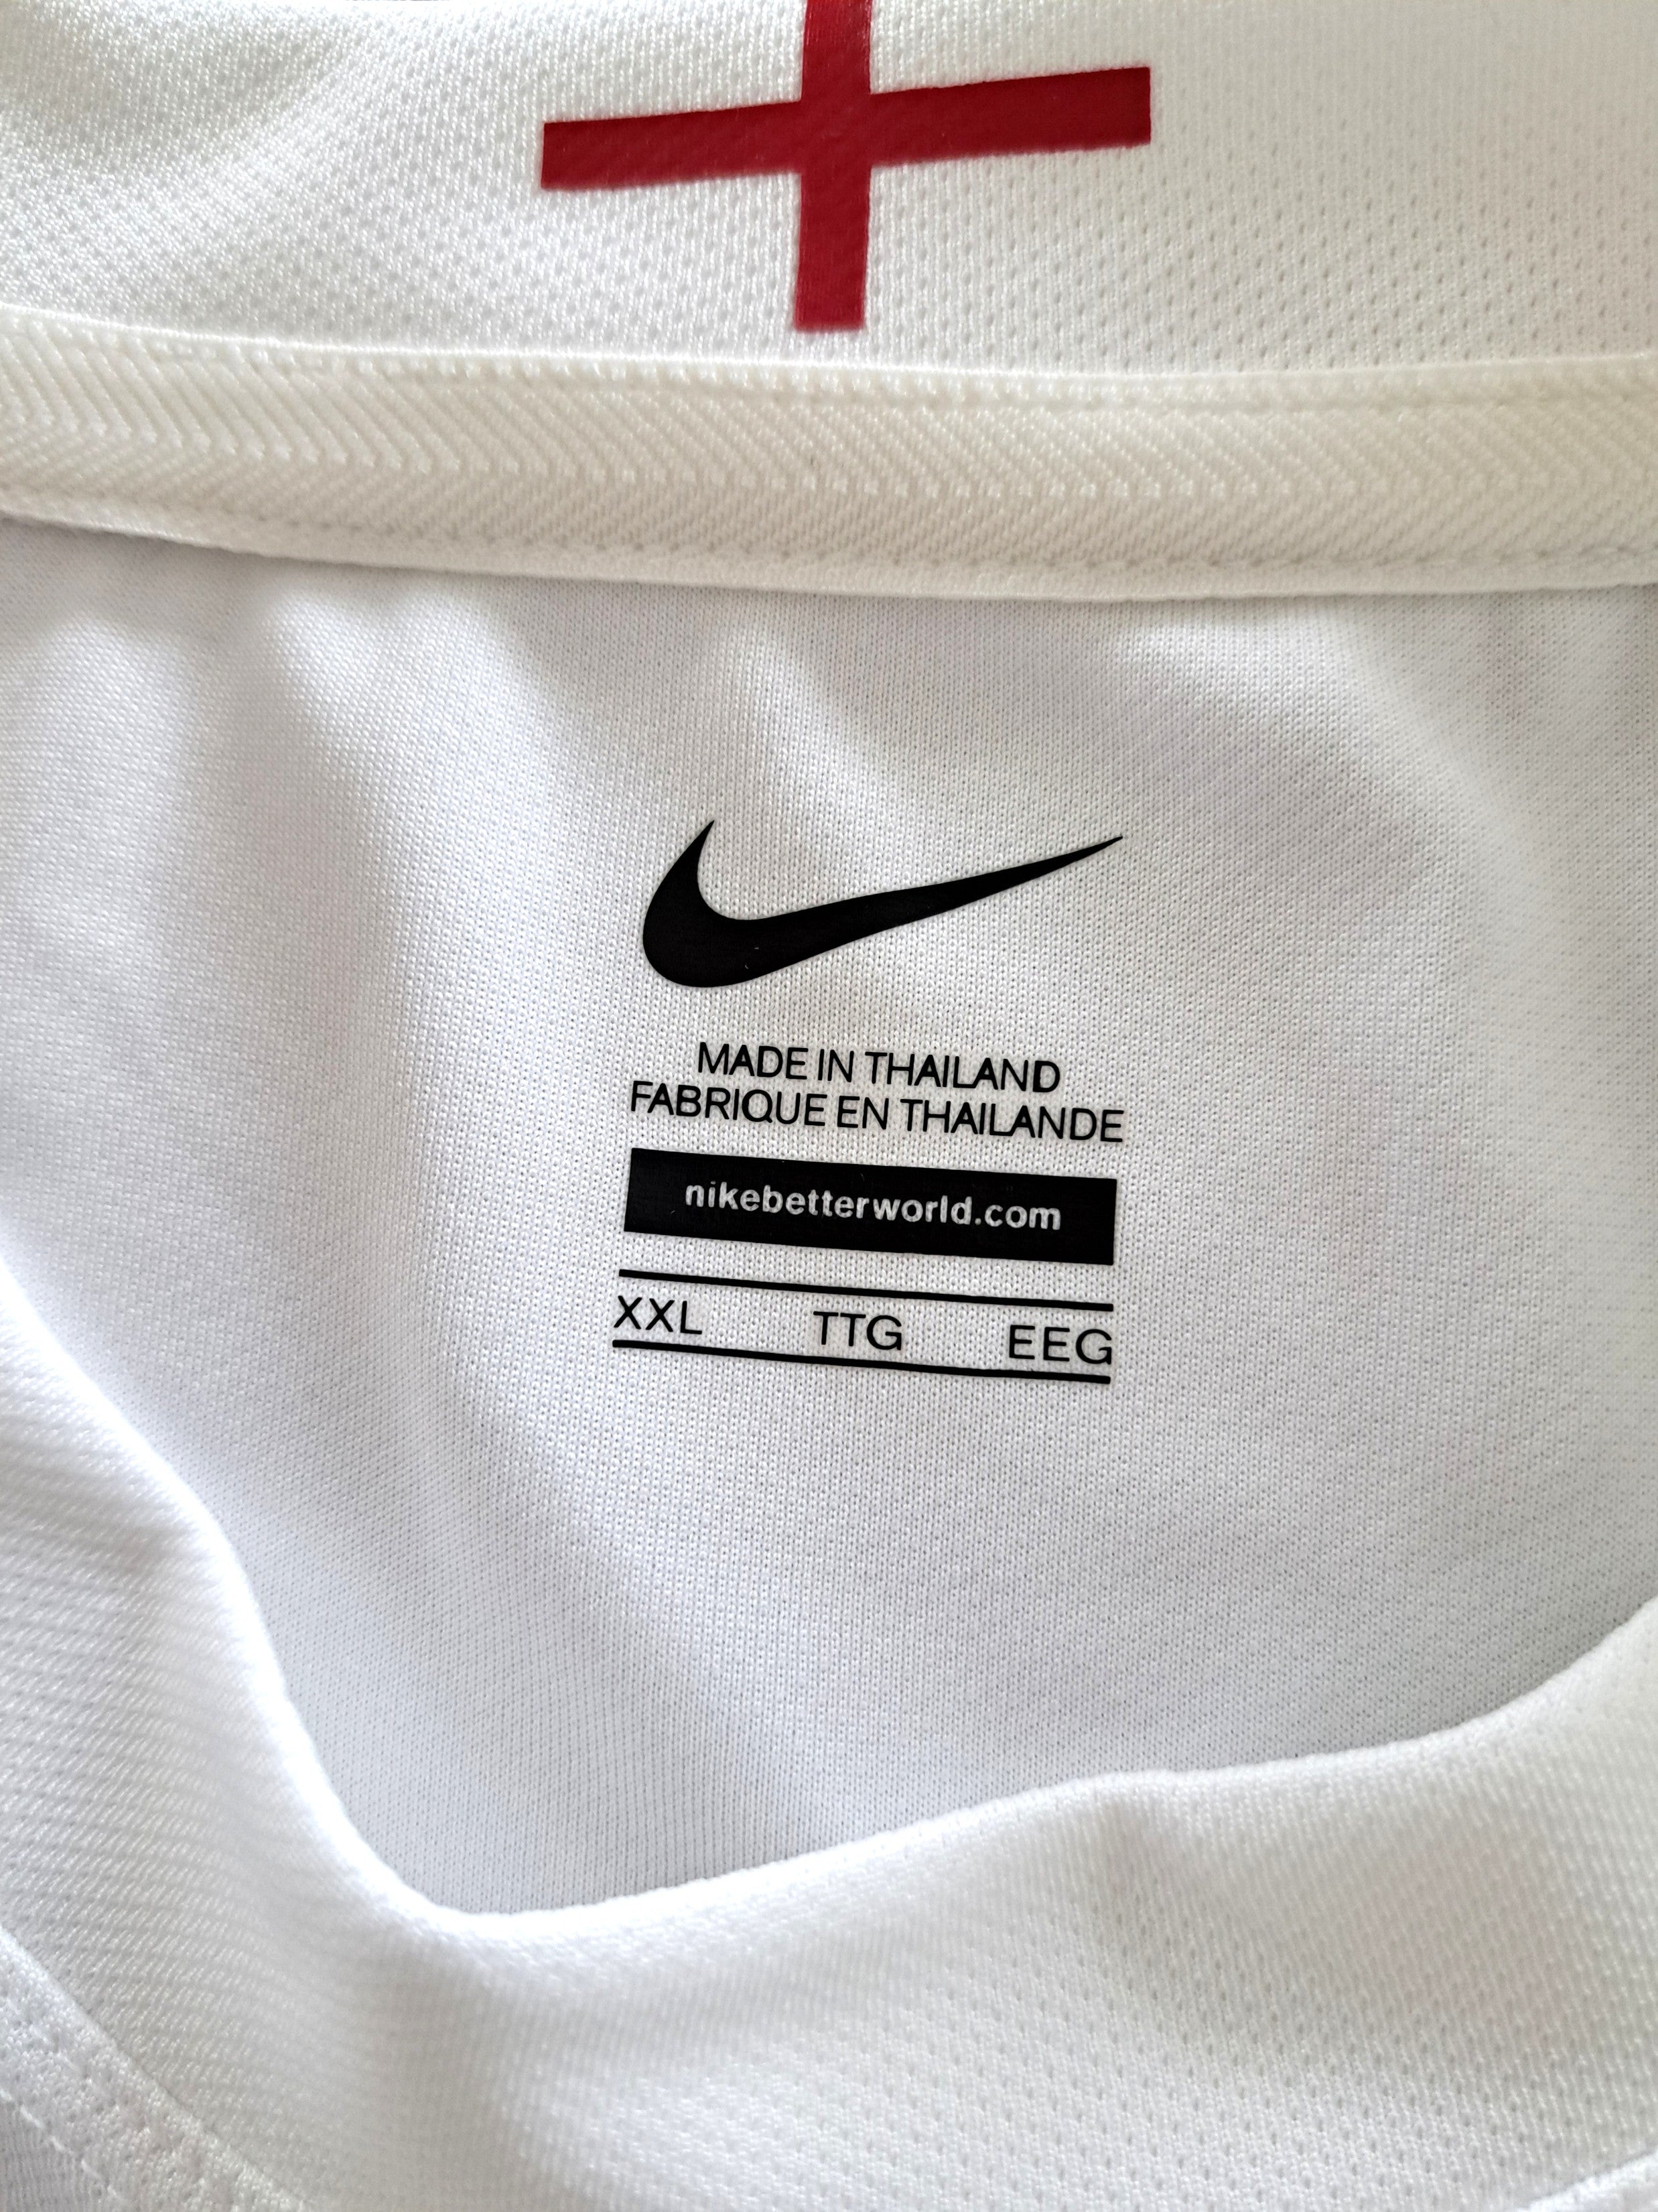 MADE IN THAILAND
FABRIQUE EN THAILANDE
nikebetterworld.com
XXL TTG EEG